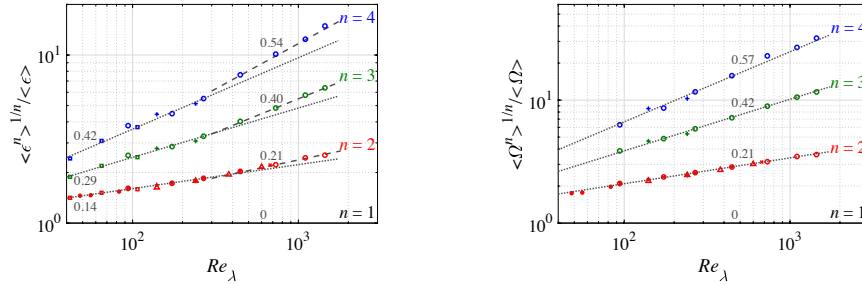 <ϵⁿ>^{1/n}/<ϵ>
10¹
10⁰
10²
10³
Re_λ
n = 4
n = 3
n = 2
n = 1
0.54
0.42
0.40
0.29
0.21
0.14
0
<Ωⁿ>^{1/n}/<Ω>
10¹
10⁰
10²
10³
Re_λ
n = 4
n = 3
n = 2
n = 1
0.57
0.42
0.21
0